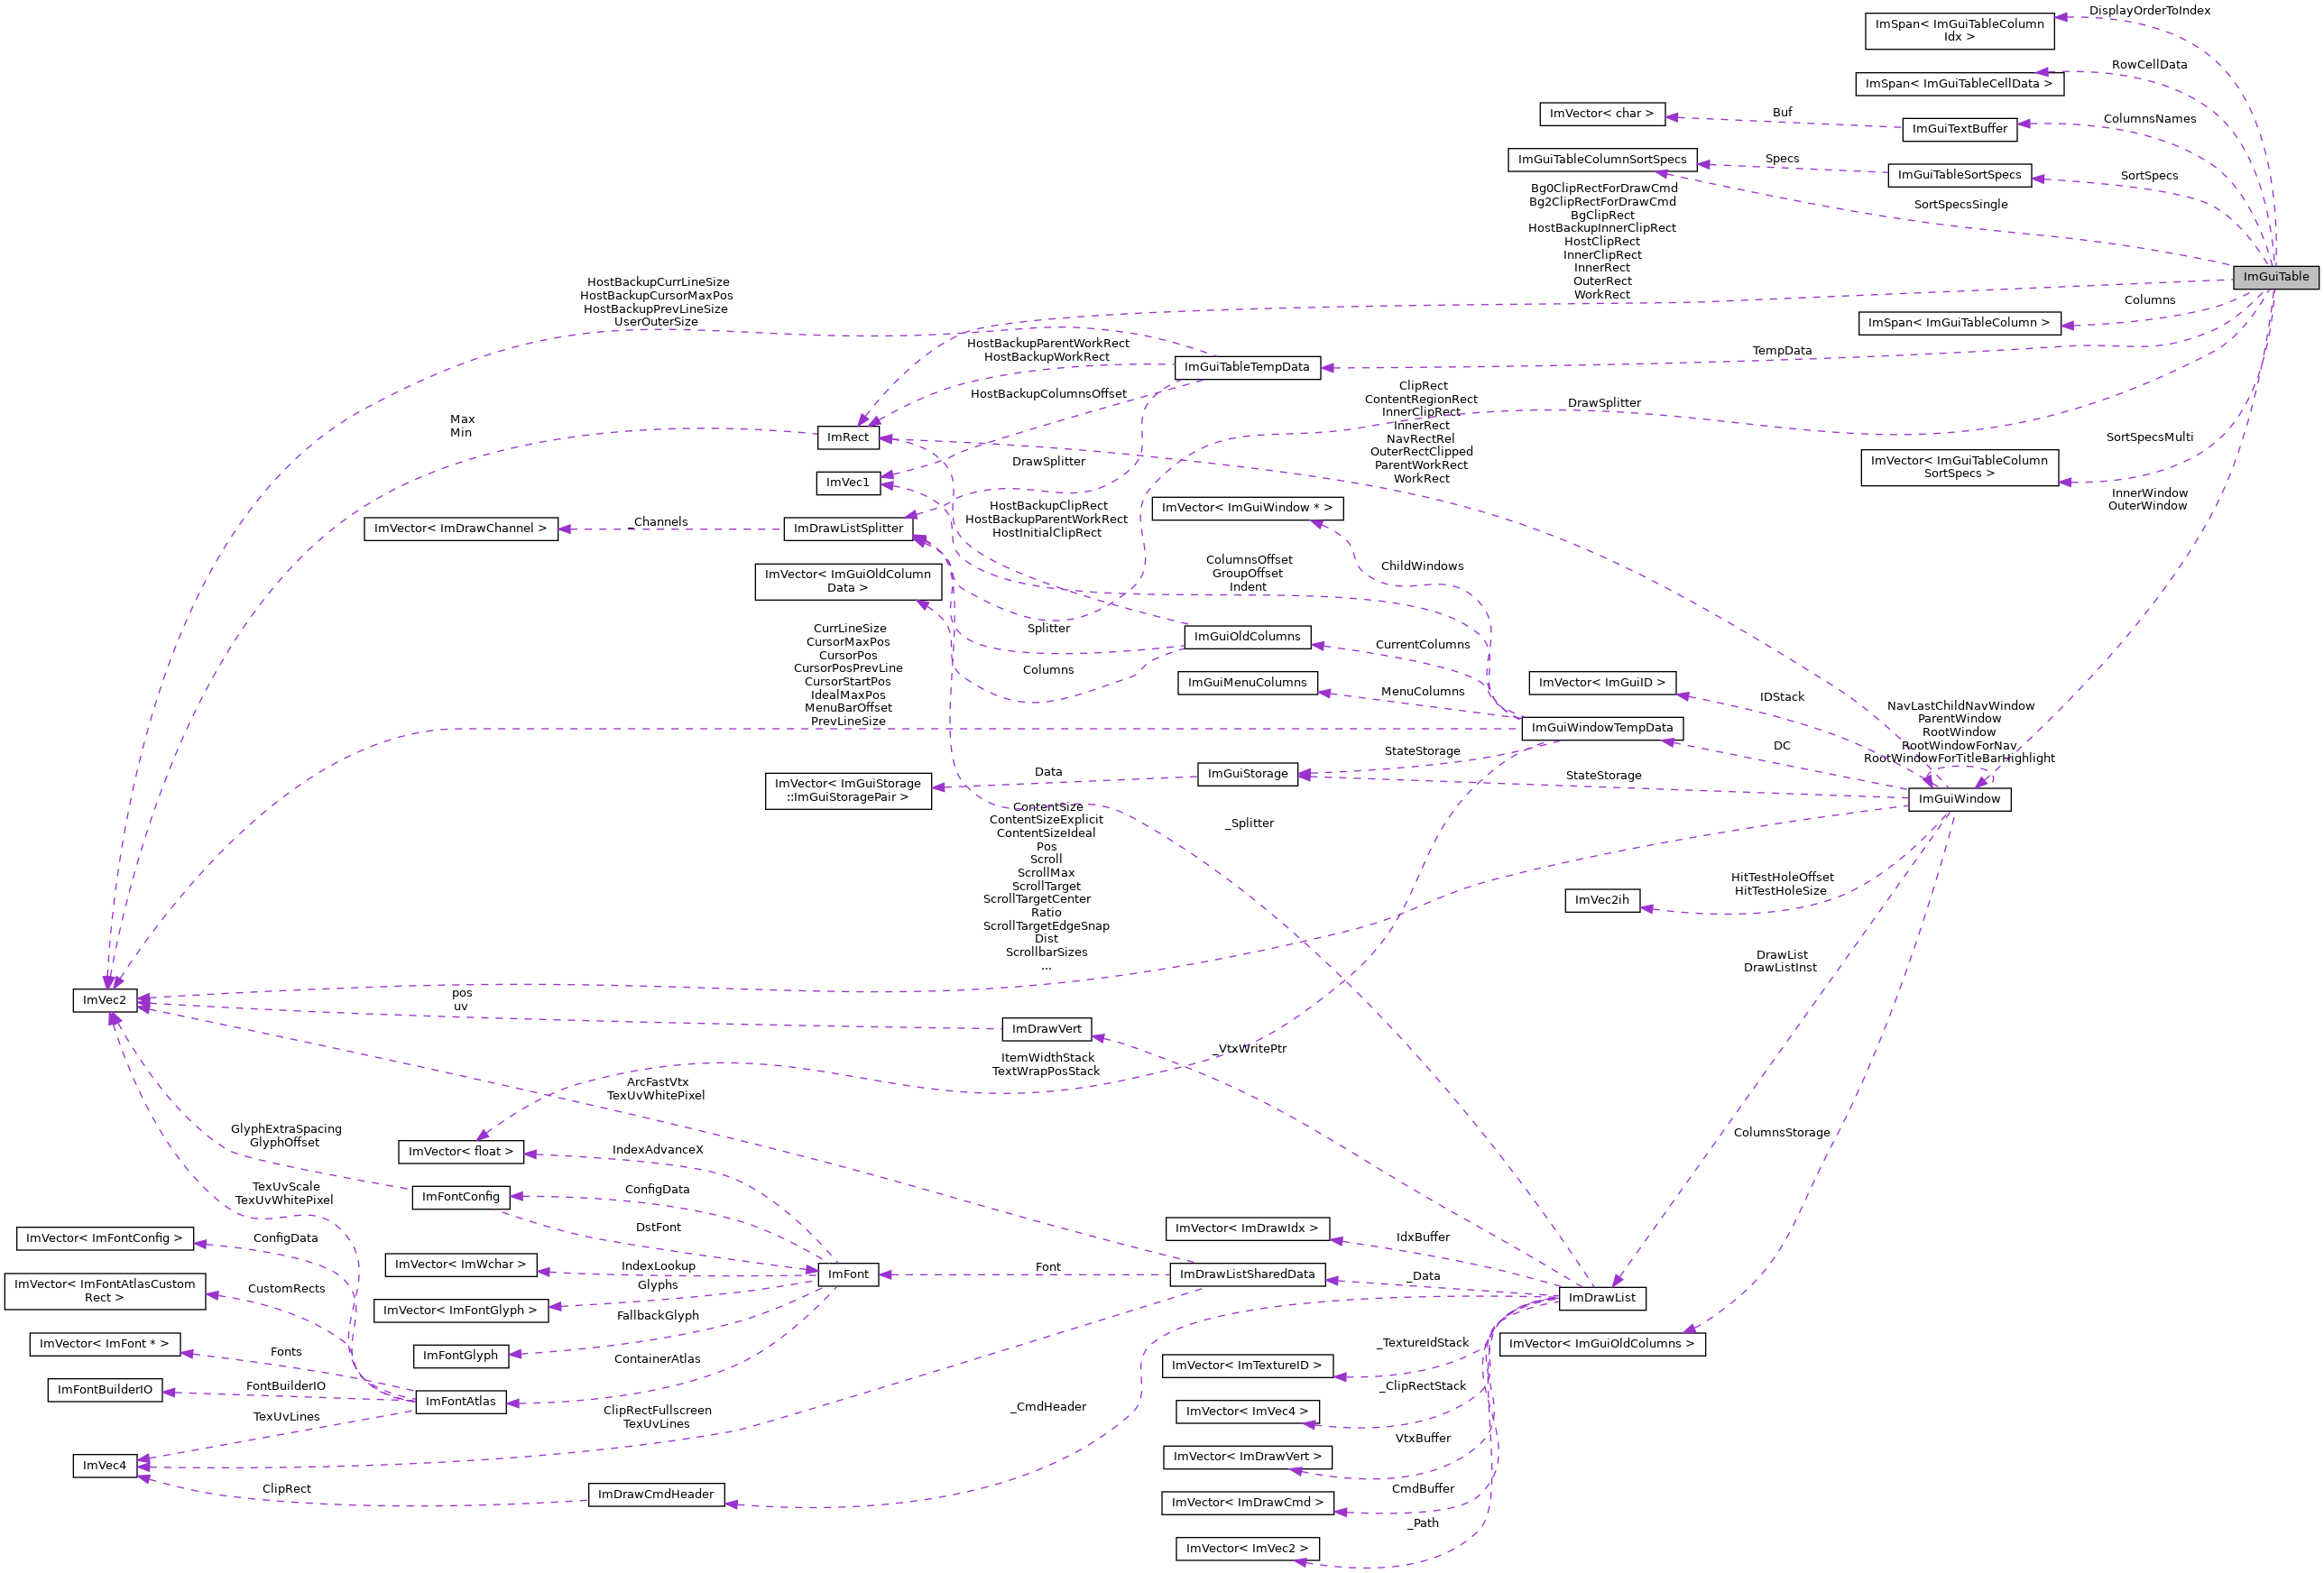 DisplayOrderToIndex
ImSpan< ImGuiTableColumn
Idx >
RowCellData
ImSpan< ImGuiTableCellData >
ImVector< char >
Buf
ColumnsNames
ImGuiTextBuffer
ImGuiTableColumnSortSpecs
Specs
SortSpecs
ImGuiTableSortSpecs
SortSpecsSingle
Bg0ClipRectForDrawCmd
Bg2ClipRectForDrawCmd
BgClipRect
HostBackupInnerClipRect
HostClipRect
InnerClipRect
InnerRect
OuterRect
WorkRect
ImGuiTable
HostBackupCurrLineSize
HostBackupCursorMaxPos
HostBackupPrevLineSize
UserOuterSize
Columns
ImSpan< ImGuiTableColumn >
HostBackupParentWorkRect
HostBackupWorkRect
TempData
ImGuiTableTempData
HostBackupColumnsOffset
ClipRect
ContentRegionRect
InnerClipRect
InnerRect
NavRectRel
OuterRectClipped
ParentWorkRect
WorkRect
DrawSplitter
Max
Min
ImRect
SortSpecsMulti
DrawSplitter
ImVector< ImGuiTableColumn
SortSpecs >
ImVec1
InnerWindow
OuterWindow
HostBackupClipRect
HostBackupParentWorkRect
HostInitialClipRect
ImVector< ImGuiWindow * >
ImVector< ImDrawChannel >
_Channels
ImDrawListSplitter
ColumnsOffset
GroupOffset
Indent
ChildWindows
ImVector< ImGuiOldColumn
Data >
CurrLineSize
CursorMaxPos
CursorPos
CursorPosPrevLine
CursorStartPos
IdealMaxPos
MenuBarOffset
PrevLineSize
Splitter
ImGuiOldColumns
CurrentColumns
Columns
ImGuiMenuColumns
MenuColumns
ImVector< ImGuiID >
IDStack
NavLastChildNavWindow
ParentWindow
RootWindow
RootWindowForNav
RootWindowForTitleBarHighlight
ImGuiWindowTempData
DC
StateStorage
ImVector< ImGuiStorage
::ImGuiStoragePair >
Data
ImGuiStorage
StateStorage
ImGuiWindow
ContentSize
ContentSizeExplicit
ContentSizeIdeal
Pos
Scroll
ScrollMax
ScrollTarget
ScrollTargetCenter
Ratio
ScrollTargetEdgeSnap
Dist
ScrollbarSizes
...
_Splitter
HitTestHoleOffset
HitTestHoleSize
ImVec2ih
DrawList
DrawListInst
ImVec2
pos
uv
ImDrawVert
_VtxWritePtr
ItemWidthStack
TextWrapPosStack
ArcFastVtx
TexUvWhitePixel
GlyphExtraSpacing
GlyphOffset
ColumnsStorage
ImVector< float >
IndexAdvanceX
TexUvScale
TexUvWhitePixel
ImFontConfig
ConfigData
ImVector< ImFontConfig >
ConfigData
DstFont
ImVector< ImDrawIdx >
IdxBuffer
ImVector< ImWchar >
IndexLookup
ImFont
Font
ImDrawListSharedData
_Data
ImVector< ImFontAtlasCustom
Rect >
CustomRects
Glyphs
ImVector< ImFontGlyph >
FallbackGlyph
ImDrawList
ImVector< ImFont * >
Fonts
ImFontGlyph
ContainerAtlas
_TextureIdStack
ImVector< ImGuiOldColumns >
ImVector< ImTextureID >
ImFontBuilderIO
FontBuilderIO
ImFontAtlas
_ClipRectStack
ImVector< ImVec4 >
TexUvLines
ClipRectFullscreen
TexUvLines
_CmdHeader
VtxBuffer
ImVector< ImDrawVert >
ImVec4
ClipRect
ImDrawCmdHeader
CmdBuffer
ImVector< ImDrawCmd >
_Path
ImVector< ImVec2 >